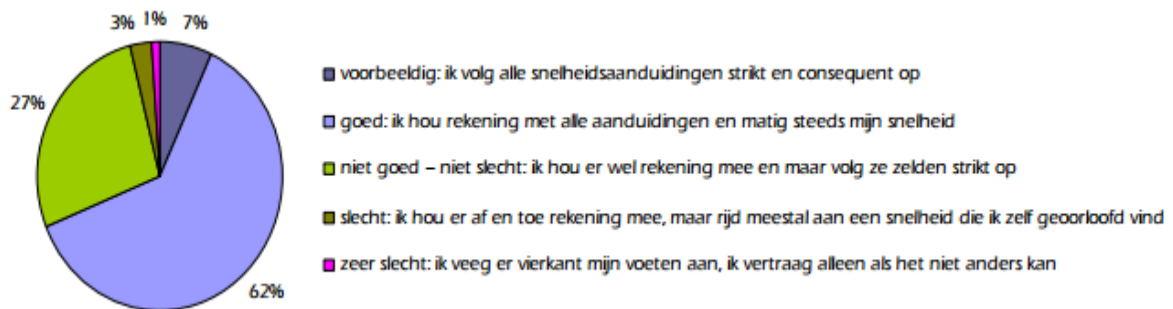 3% 1% 7%
27%
62%
voorbeeldig: ik volg alle snelheidsaanduidingen strikt en consequent op
goed: ik hou rekening met alle aanduidingen en matig steeds mijn snelheid
niet goed – niet slecht: ik hou er wel rekening mee en maar volg ze zelden strikt op
slecht: ik hou er af en toe rekening mee, maar rijd meestal aan een snelheid die ik zelf geoorloofd vind
zeer slecht: ik veeg er vierkant mijn voeten aan, ik vertraag alleen als het niet anders kan